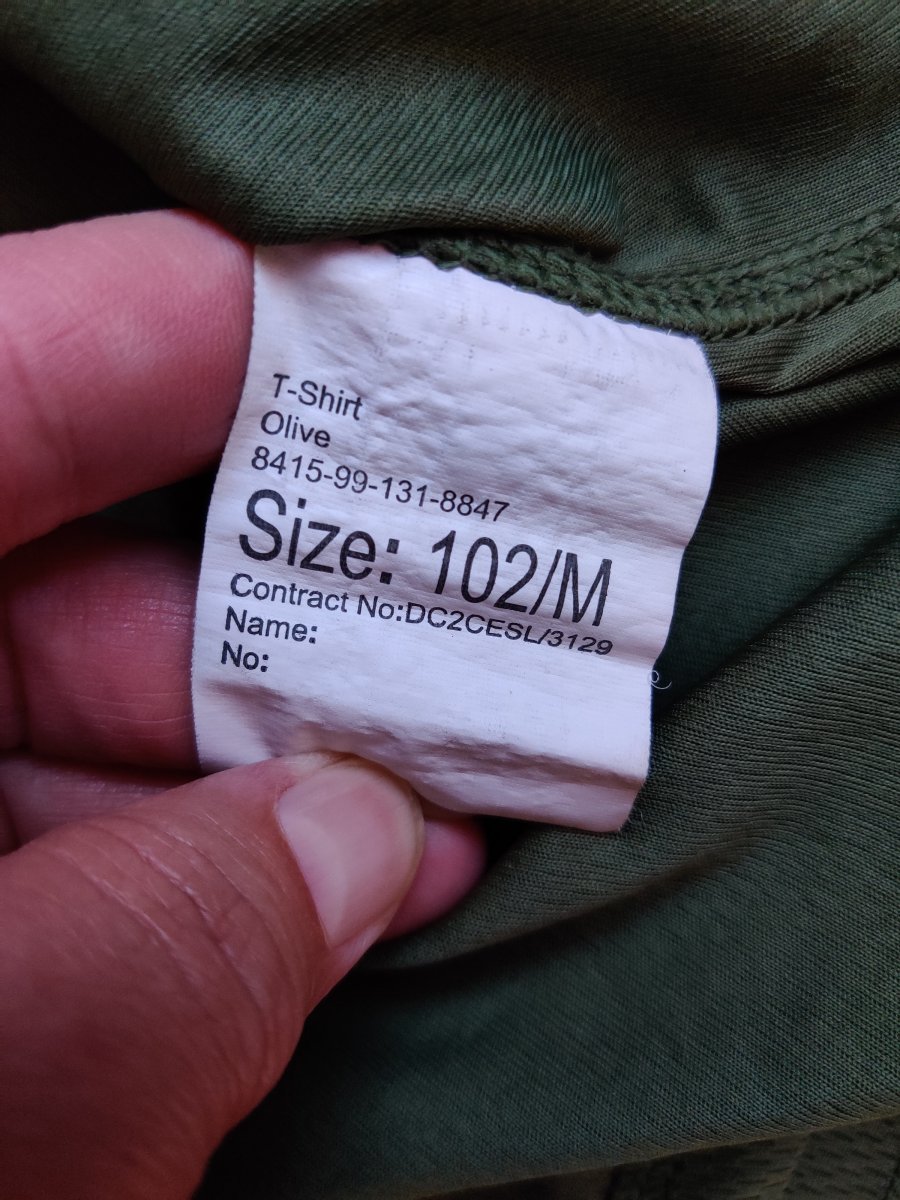 T-Shirt
Olive
8415-99-131-8847
Size: 102/M
Contract No:DC2CESL/3129
Name:
No: